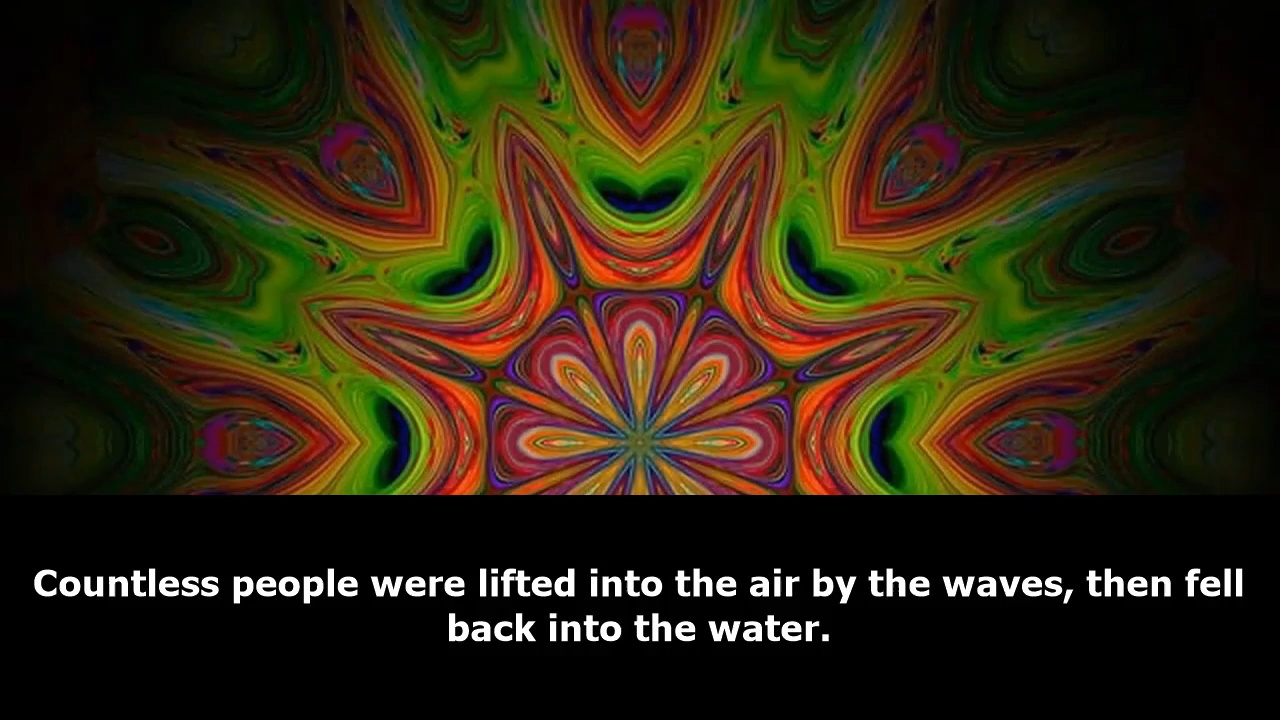 Countless people were lifted into the air by the waves, then fell
back into the water.